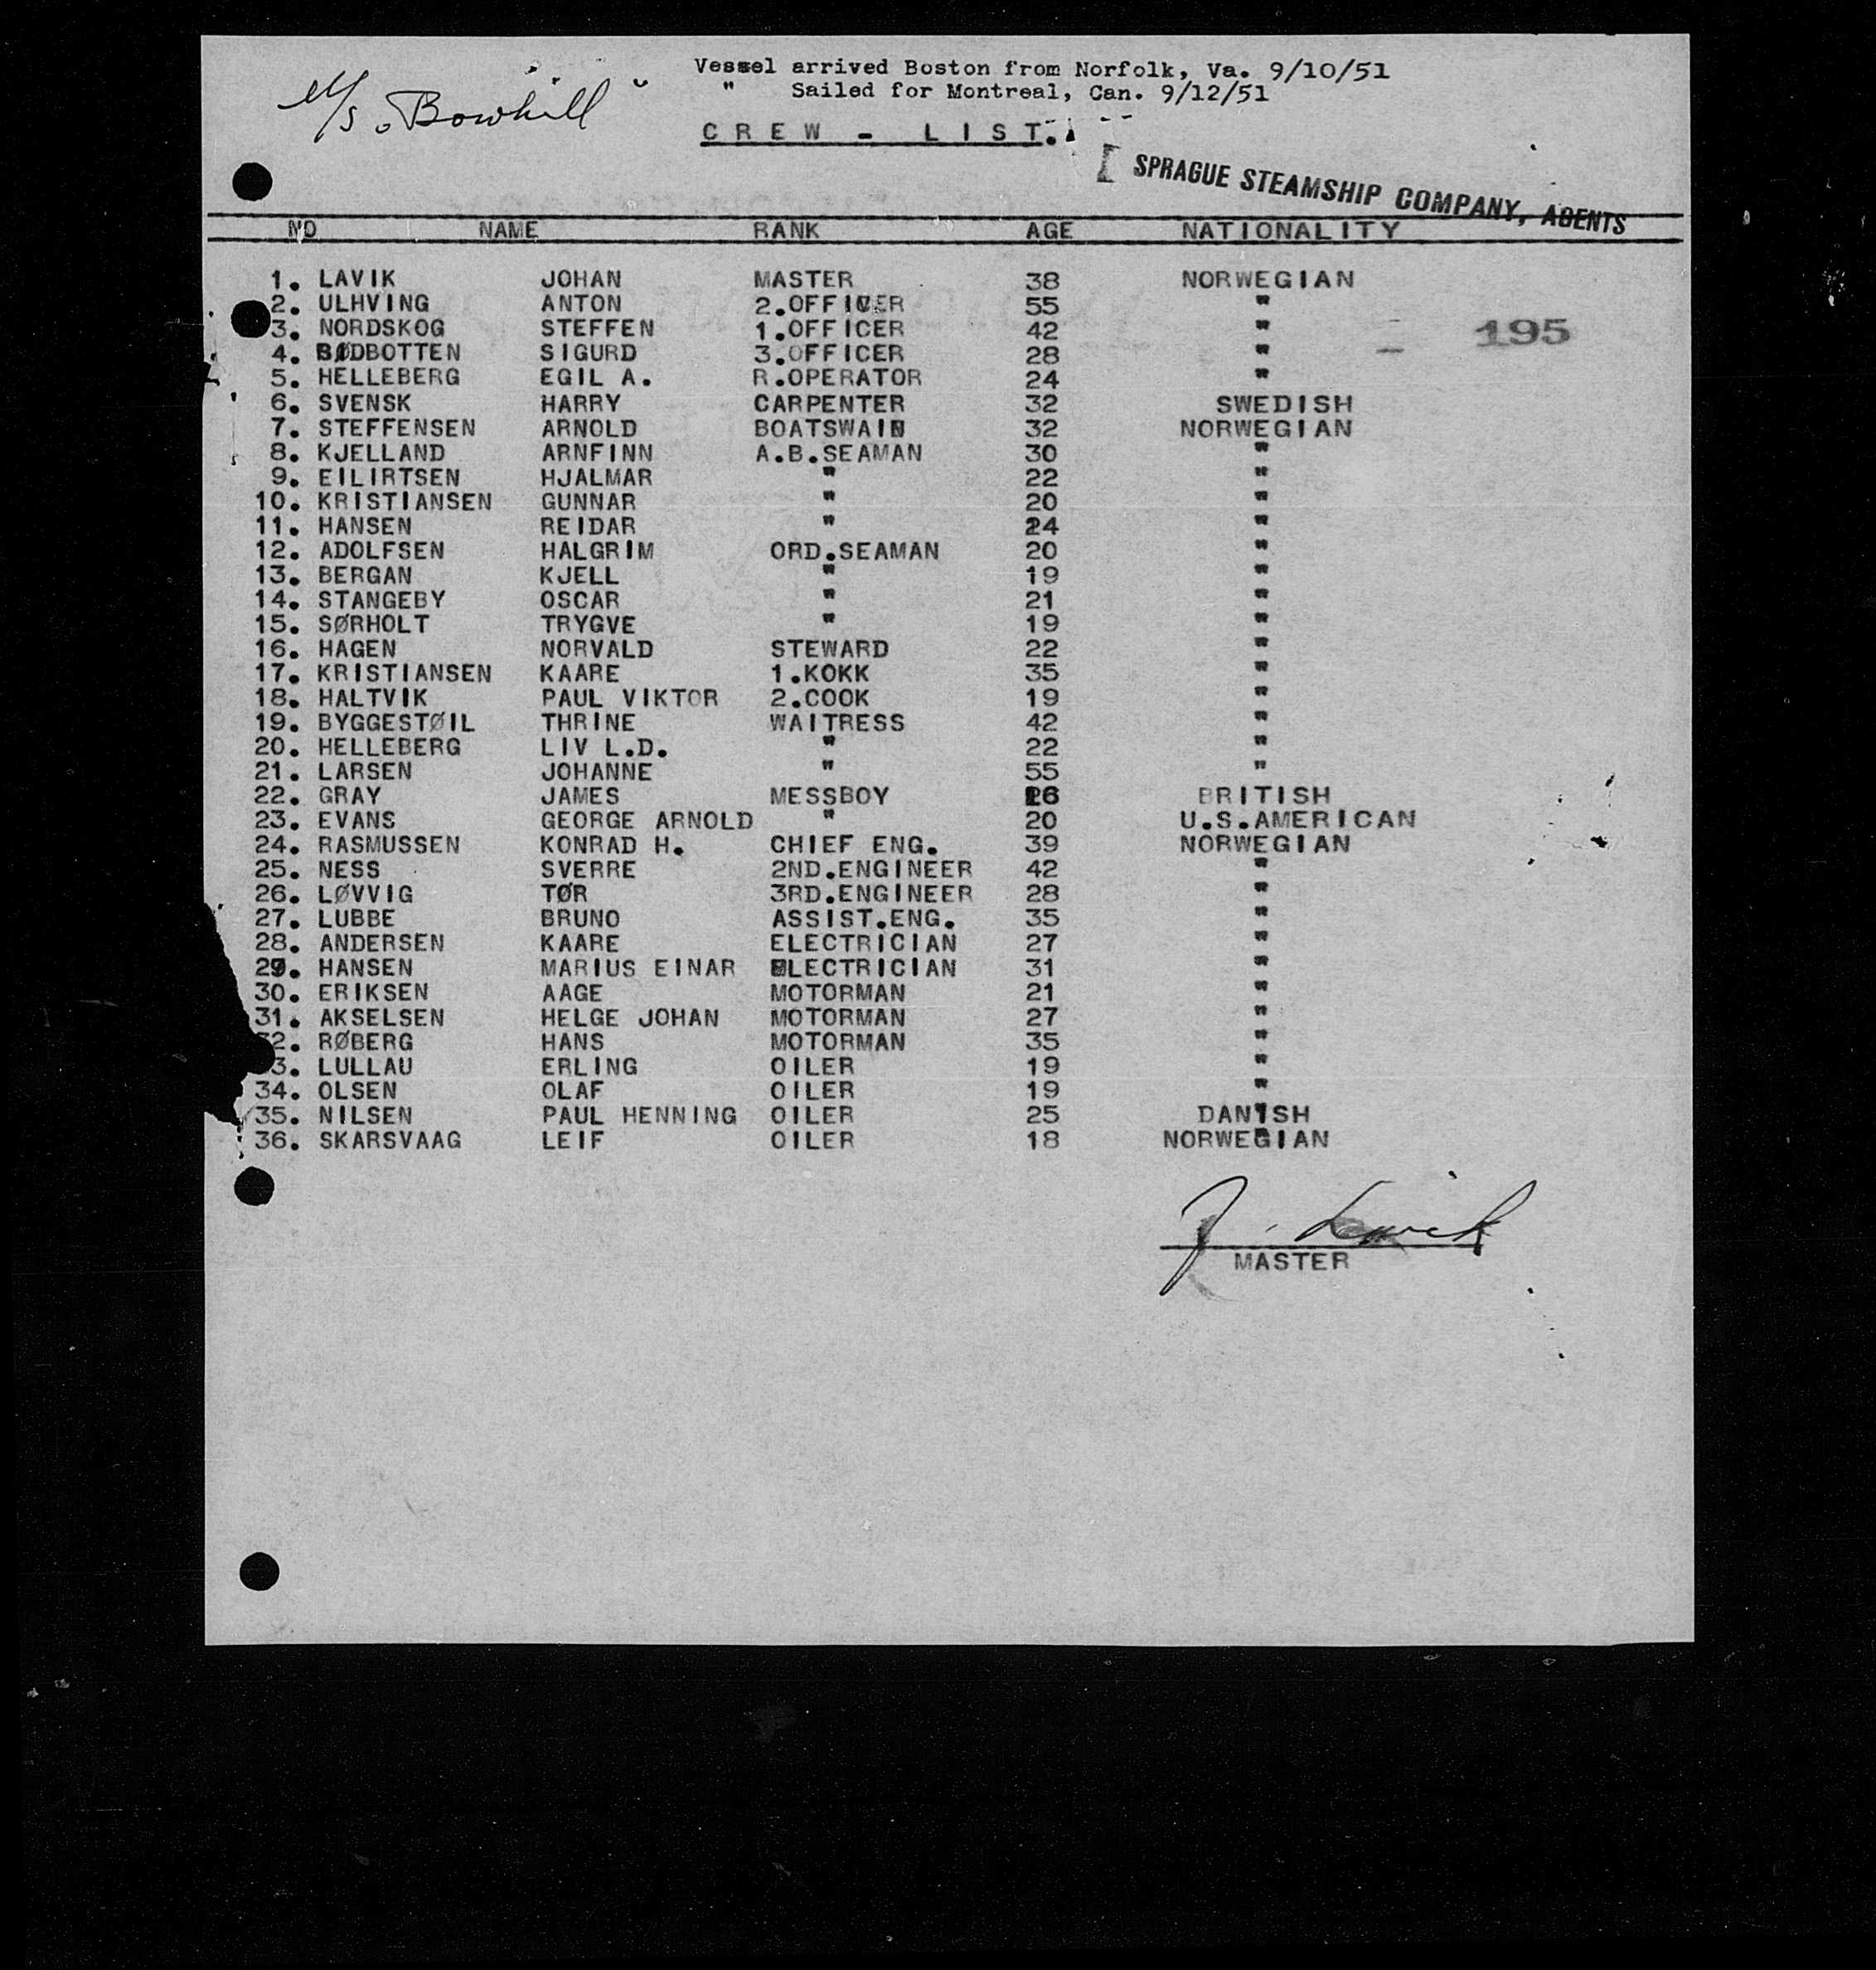 Vessel arrived Boston from Norfolk, Va. 9/10/51
" Sailed for Montreal, Can. 9/12/51
M/S. Bowhill"
CREW - LIST.
SPRAGUE STEAMSHIP COMPANY, AGENTS
NO NAME RANK AGE NATIONALITY
1. LAVIK JOHAN MASTER 38 NORWEGIAN
2. ULHVING ANTON 2.OFFICER 55 "
3. NORDSKOG STEFFEN 1.OFFICER 42 " 195
4. BØDBOTTEN SIGURD 3.OFFICER 28 "
5. HELLEBERG EGIL A. R.OPERATOR 24 "
6. SVENSK HARRY CARPENTER 32 SWEDISH
7. STEFFENSEN ARNOLD BOATSWAIN 32 NORWEGIAN
8. KJELLAND ARNFINN A.B.SEAMAN 30 "
9. EILIRTSEN HJALMAR " 22 "
10. KRISTIANSEN GUNNAR " 20 "
11. HANSEN REIDAR " 24 "
12. ADOLFSEN HALGRIM ORD.SEAMAN 20 "
13. BERGAN KJELL " 19 "
14. STANGEBY OSCAR " 21 "
15. SØRHOLT TRYGVE " 19 "
16. HAGEN NORVALD STEWARD 22 "
17. KRISTIANSEN KAARE 1.KOKK 35 "
18. HALTVIK PAUL VIKTOR 2.COOK 19 "
19. BYGGESTØIL THRINE WAITRESS 42 "
20. HELLEBERG LIV L.D. " 22 "
21. LARSEN JOHANNE " 55 "
22. GRAY JAMES MESSBOY 16 BRITISH
23. EVANS GEORGE ARNOLD " 20 U.S.AMERICAN
24. RASMUSSEN KONRAD H. CHIEF ENG. 39 NORWEGIAN
25. NESS SVERRE 2ND.ENGINEER 42 "
26. LØVVIG TØR 3RD.ENGINEER 28 "
27. LUBBE BRUNO ASSIST.ENG. 35 "
28. ANDERSEN KAARE ELECTRICIAN 27 "
29. HANSEN MARIUS EINAR ELECTRICIAN 31 "
30. ERIKSEN AAGE MOTORMAN 21 "
31. AKSELSEN HELGE JOHAN MOTORMAN 27 "
2. RØBERG HANS MOTORMAN 35 "
3. LULLAU ERLING OILER 19 "
34. OLSEN OLAF OILER 19 "
35. NILSEN PAUL HENNING OILER 25 DANISH
36. SKARSVAAG LEIF OILER 18 NORWEGIAN
J. Lavik
MASTER